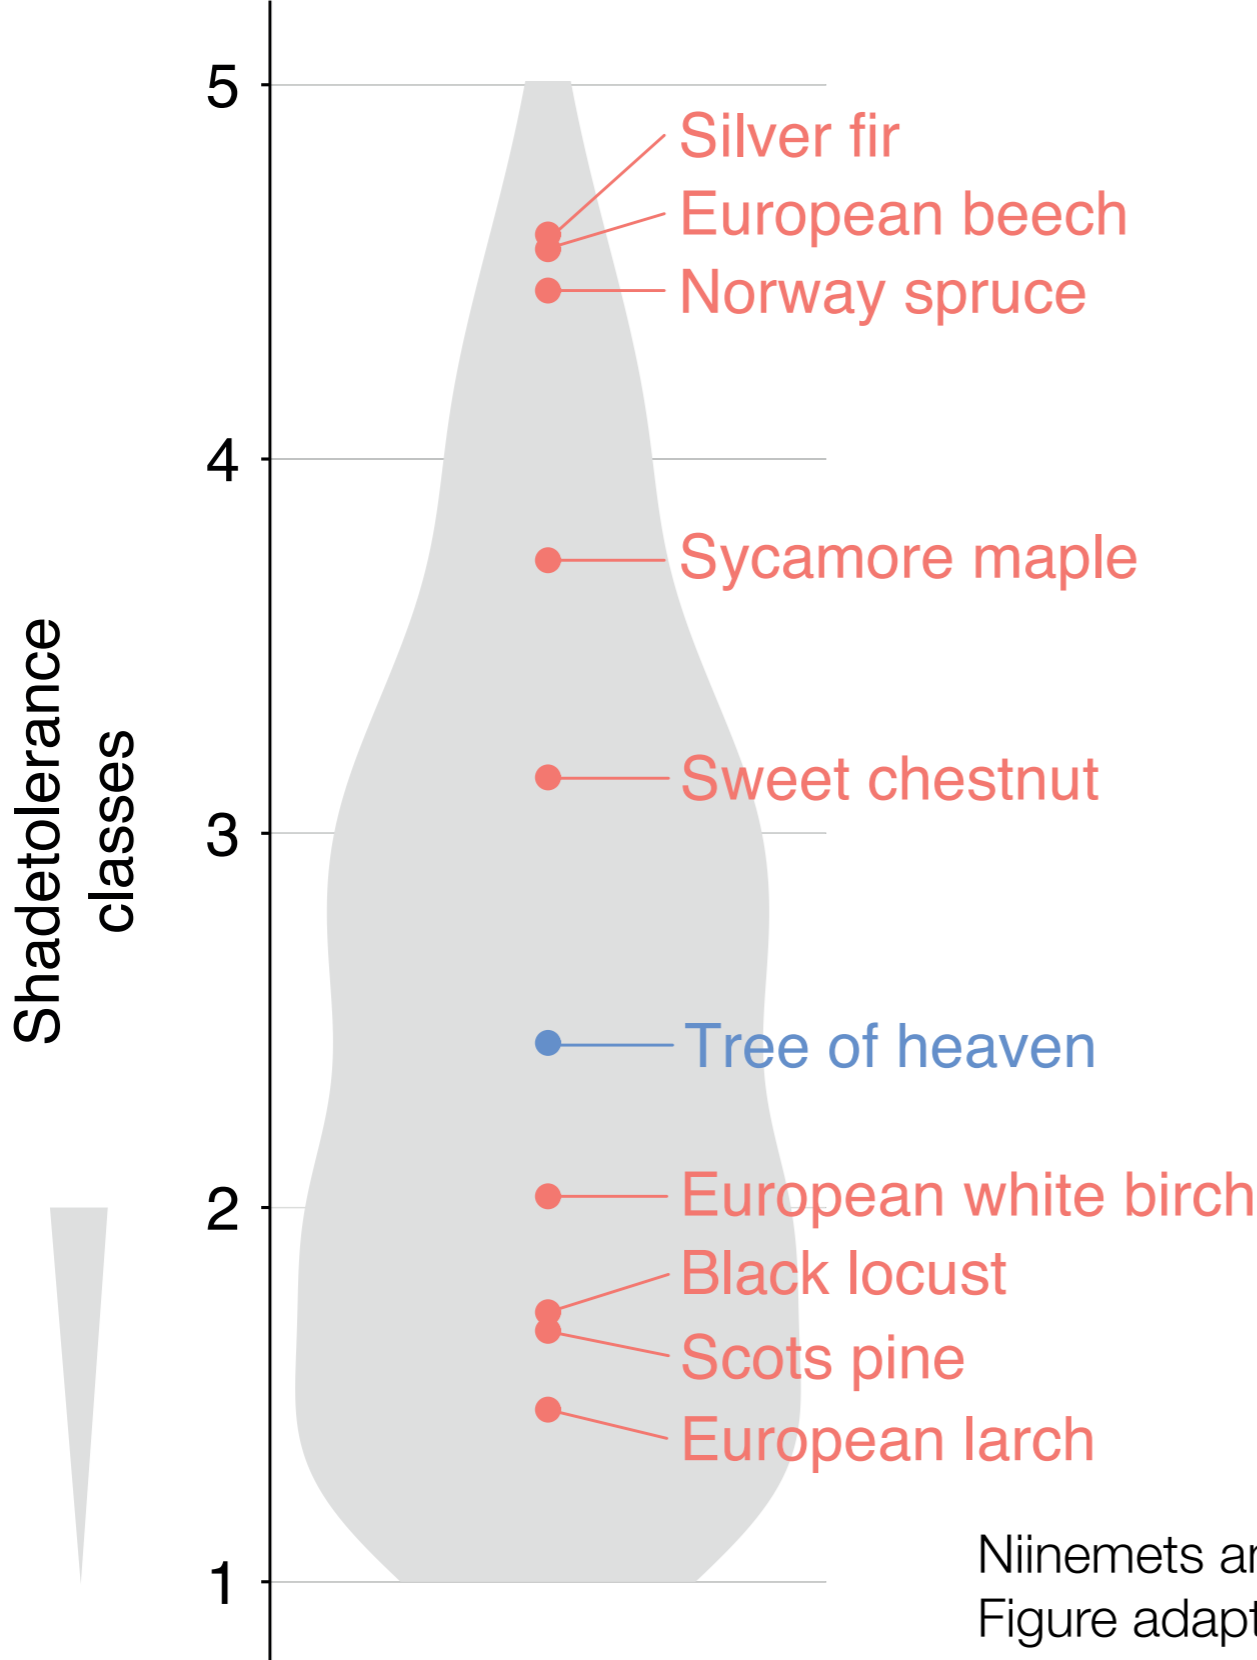 5
Silver fir
European beech
Norway spruce
4
Sycamore maple
Shadetolerance
classes
Sweet chestnut
3
Tree of heaven
European white birch
2
Black locust
Scots pine
European larch
1
Niinemets
Figure